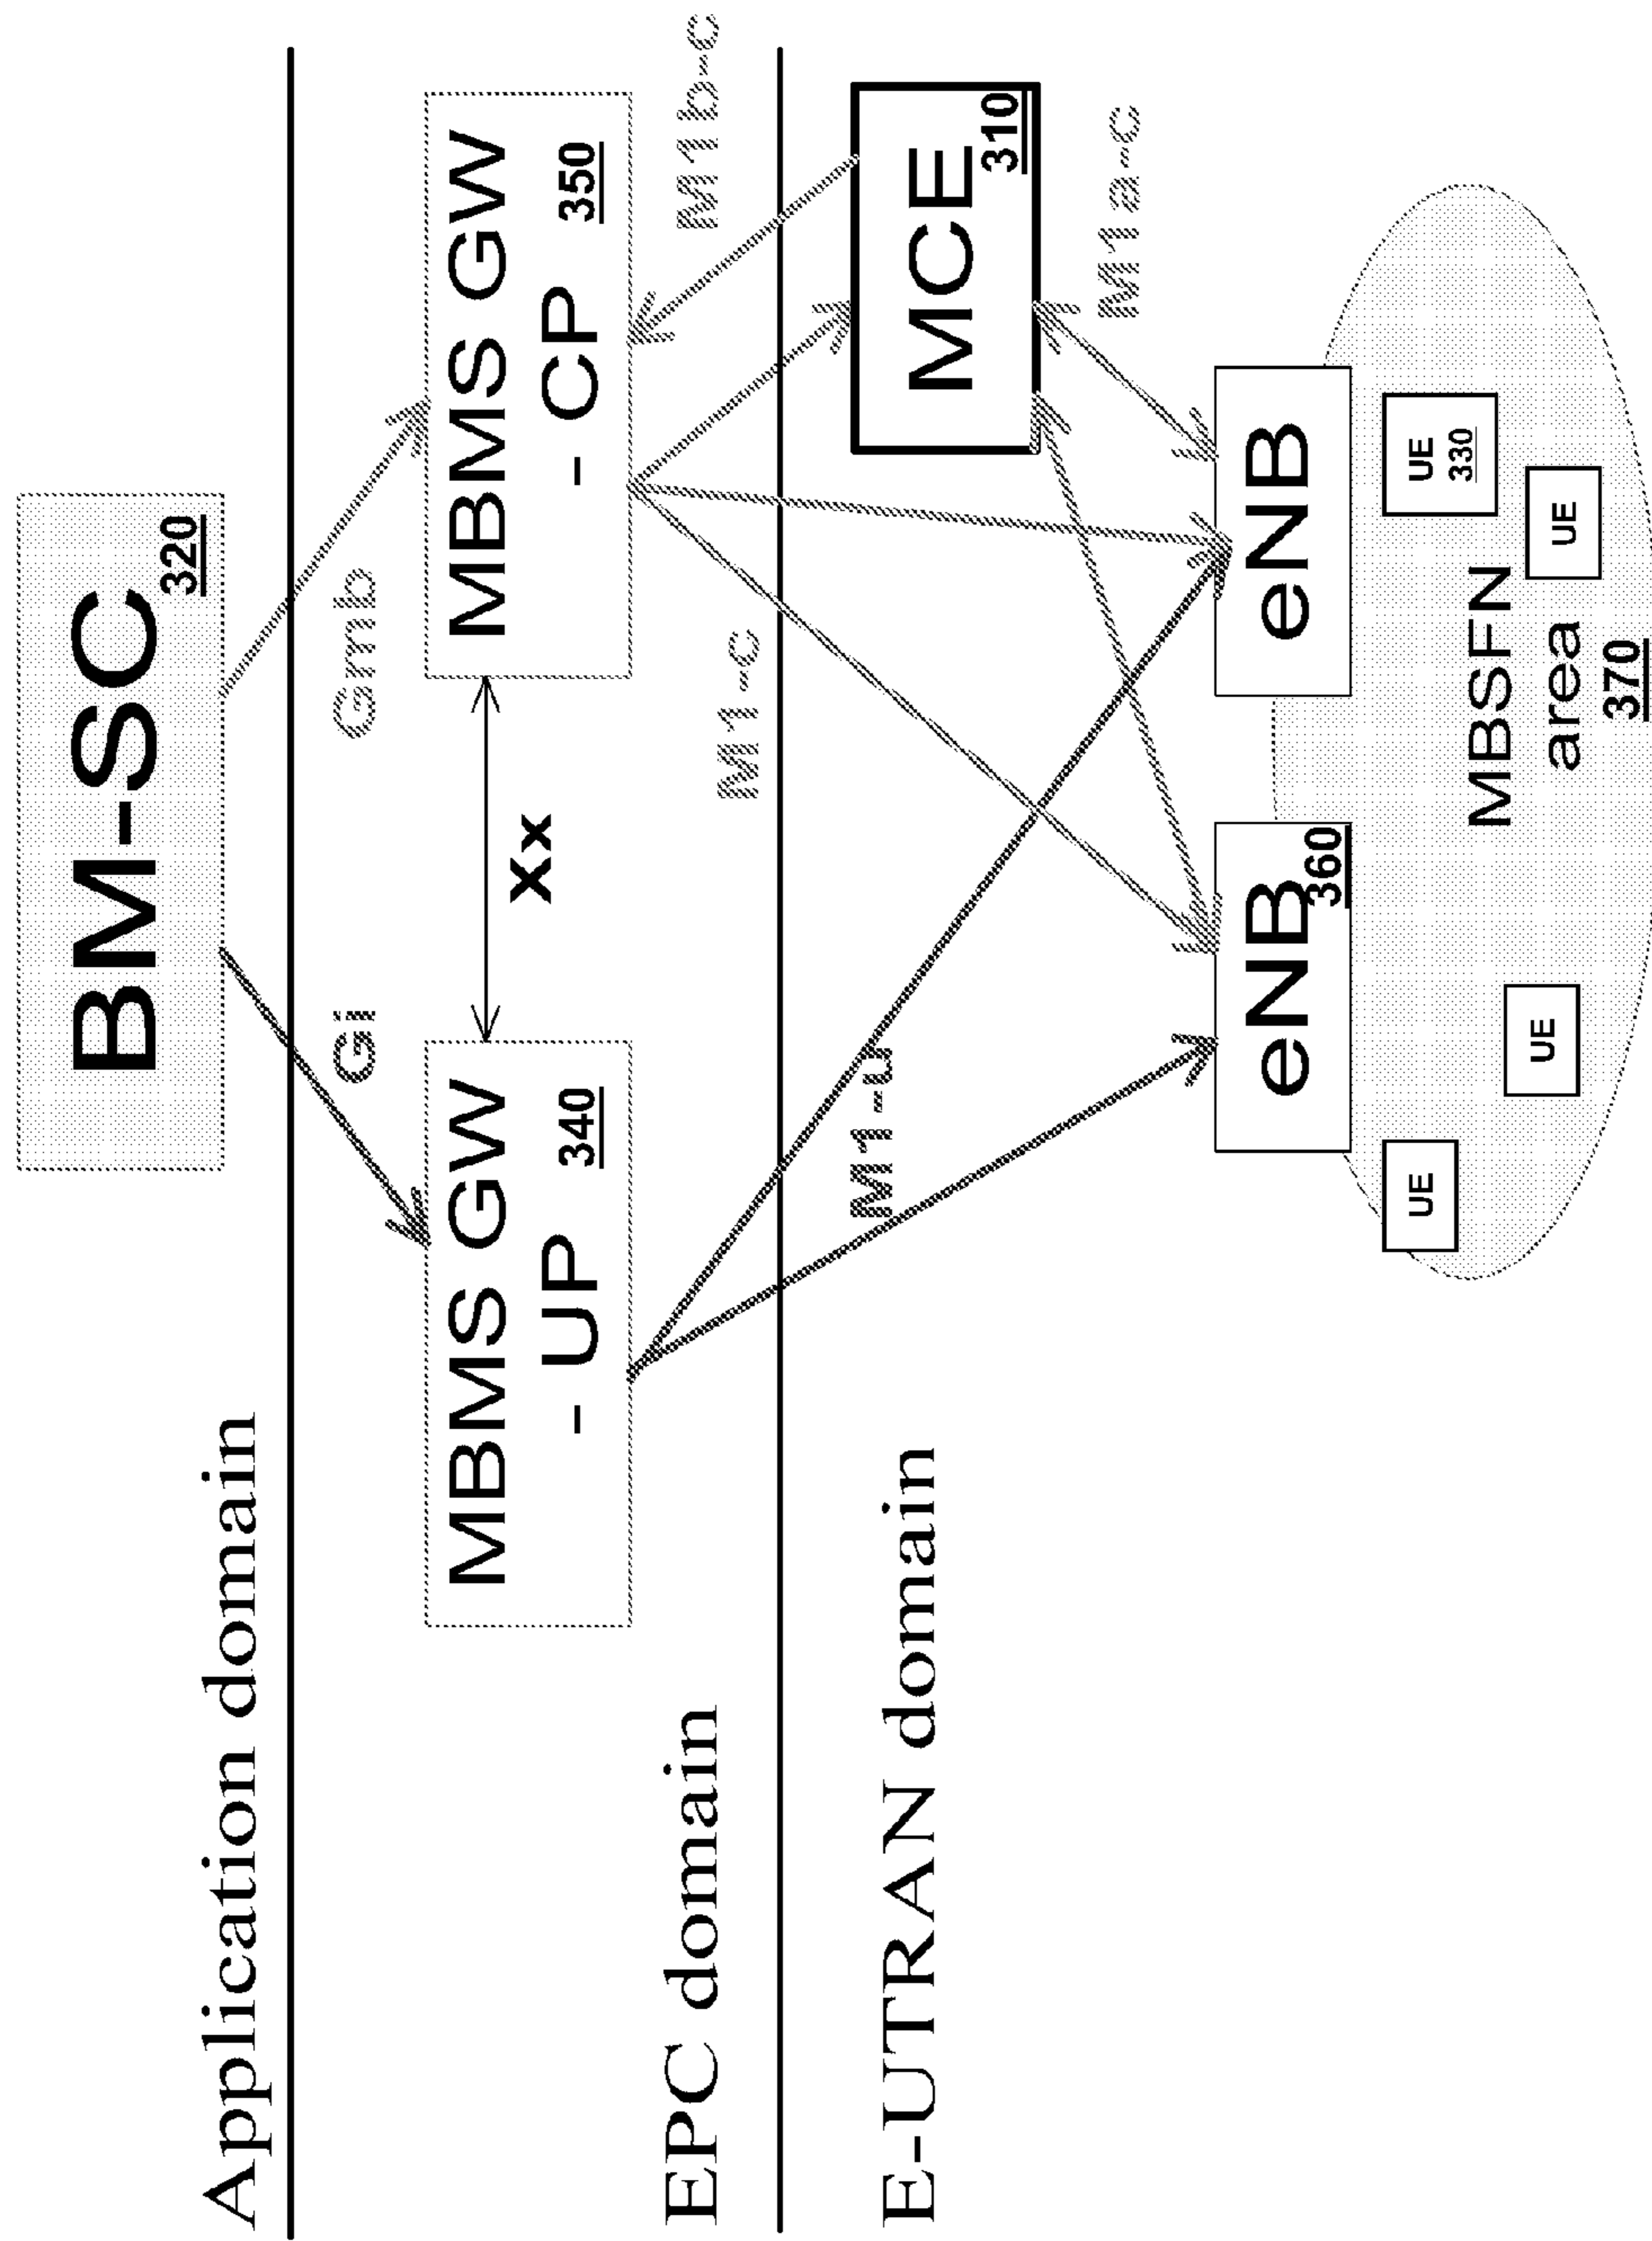 Application domain
BM-SC
320
Gi
Gmb
MBMS GW
- UP
340
Xx
MBMS GW
- CP
350
EPC domain
M1-c
M1b-c
E-UTRAN domain
M1-u
MCE
310
M1a-c
eNB
360
eNB
UE
UE
330
MBSFN
area
370
UE
UE